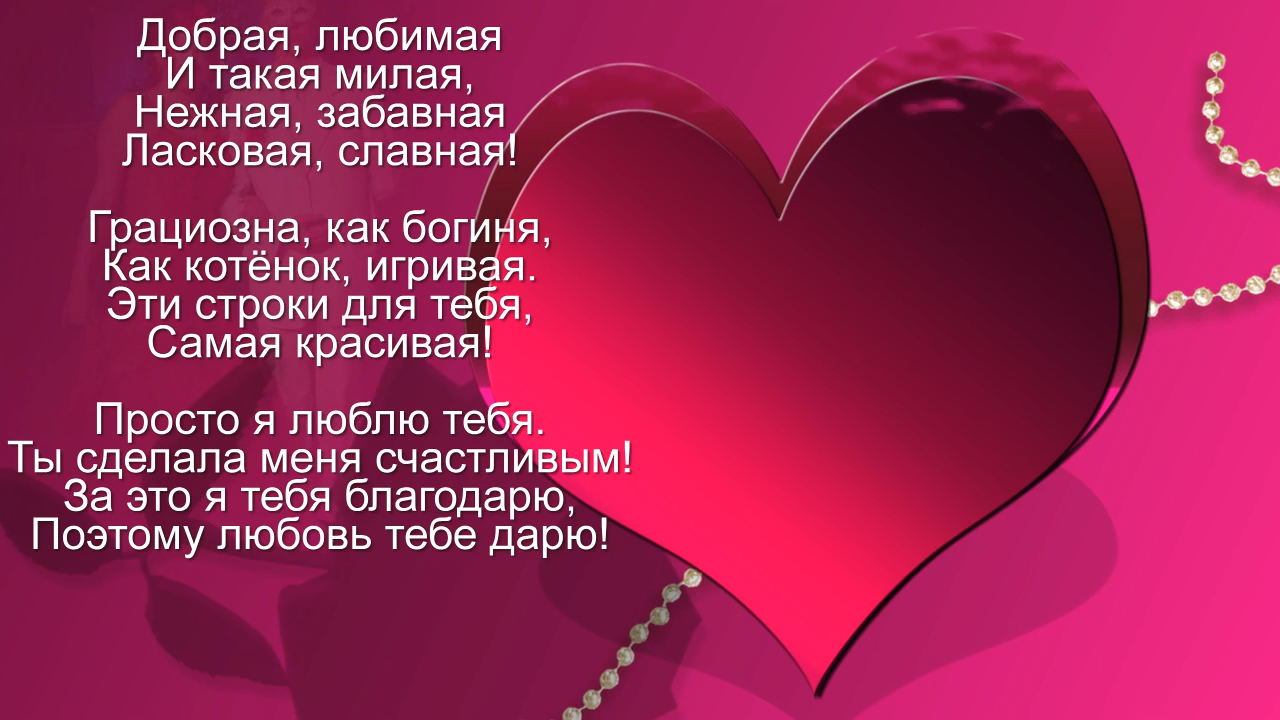 Добрая, любимая
И такая милая,
Нежная, забавная
Ласковая, славная!
Грациозна, как богиня,
Как котёнок, игривая.
Эти строки для тебя,
Самая красивая!
Просто я люблю тебя.
Ты сделала меня счастливым!
За это я тебя благодарю,
Поэтому любовь тебе дарю!